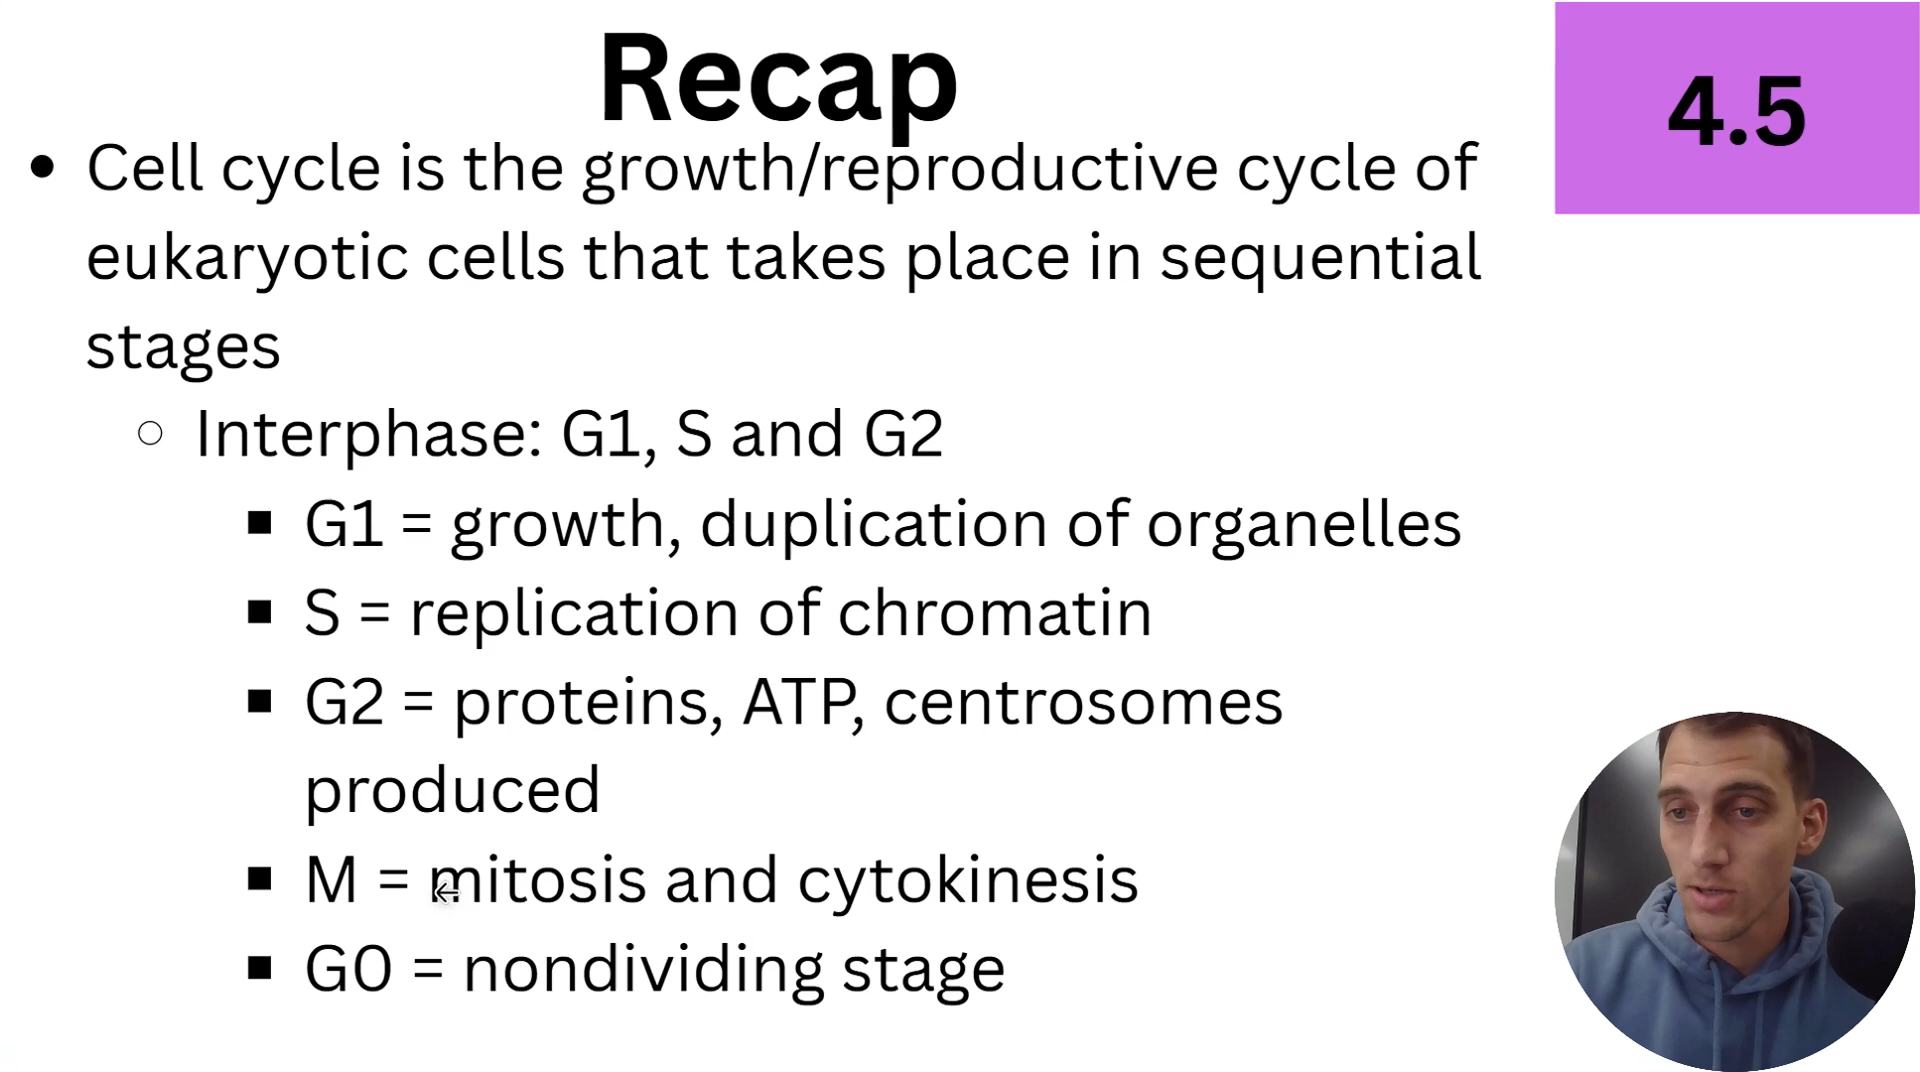 Recap
4.5
• Cell cycle is the growth/reproductive cycle of
eukaryotic cells that takes place in sequential
stages
○ Interphase: G1, S and G2
■ G1 = growth, duplication of organelles
■ S = replication of chromatin
■ G2 = proteins, ATP, centrosomes
produced
■ M = mitosis and cytokinesis
■ G0 = nondividing stage